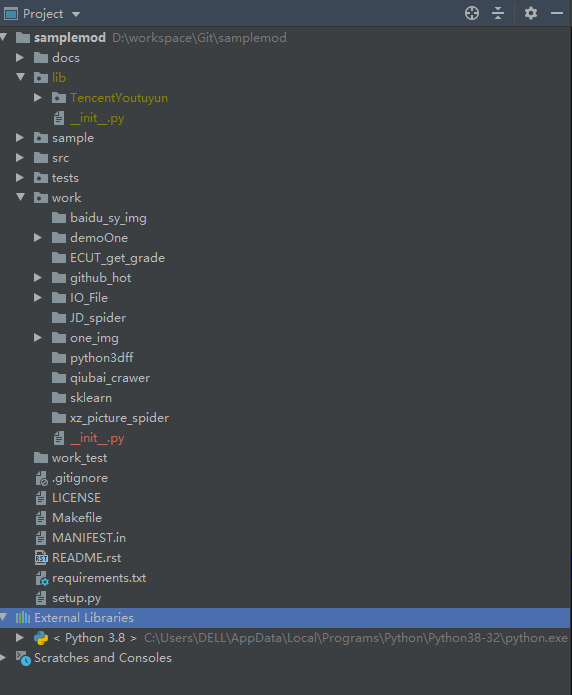 Project
samplemod D:\workspace\Git\samplemod
docs
lib
TencentYoutuyun
__init__.py
sample
src
tests
work
baidu_sy_img
demoOne
ECUT_get_grade
github_hot
IO_File
JD_spider
one_img
python3dff
qiubai_crawer
sklearn
xz_picture_spider
__init__.py
work_test
.gitignore
LICENSE
Makefile
MANIFEST.in
README.rst
requirements.txt
setup.py
External Libraries
< Python 3.8 > C:\Users\DELL\AppData\Local\Programs\Python\Python38-32\python.exe
Scratches and Consoles